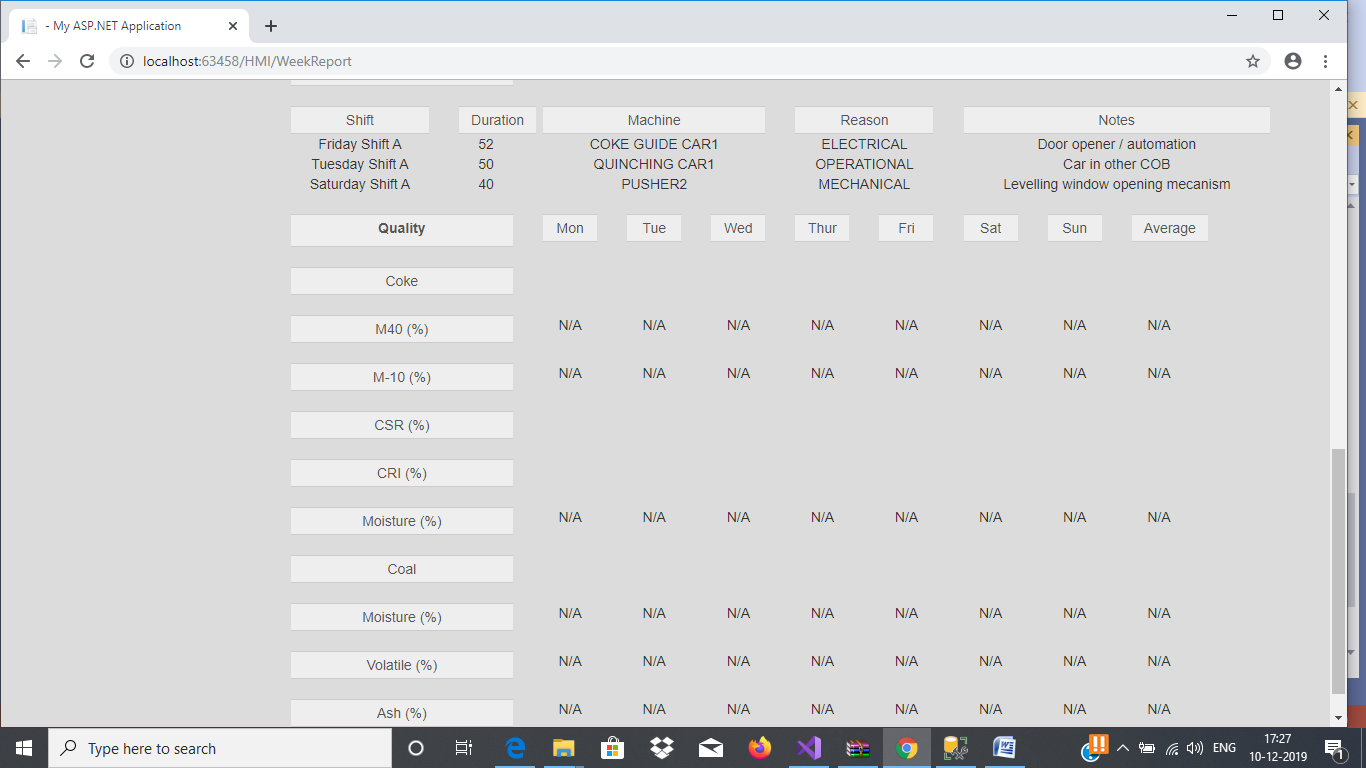 - My ASP.NET Application
localhost:63458/HMI/WeekReport
Shift Duration Machine Reason Notes
Friday Shift A 52 COKE GUIDE CAR1 ELECTRICAL Door opener / automation
Tuesday Shift A 50 QUINCHING CAR1 OPERATIONAL Car in other COB
Saturday Shift A 40 PUSHER2 MECHANICAL Levelling window opening mecanism
Quality Mon Tue Wed Thur Fri Sat Sun Average
Coke
M40 (%) N/A N/A N/A N/A N/A N/A N/A N/A
M-10 (%) N/A N/A N/A N/A N/A N/A N/A N/A
CSR (%)
CRI (%)
Moisture (%) N/A N/A N/A N/A N/A N/A N/A N/A
Coal
Moisture (%) N/A N/A N/A N/A N/A N/A N/A N/A
Volatile (%) N/A N/A N/A N/A N/A N/A N/A N/A
Ash (%) N/A N/A N/A N/A N/A N/A N/A N/A
Type here to search
ENG
17:27
10-12-2019
1